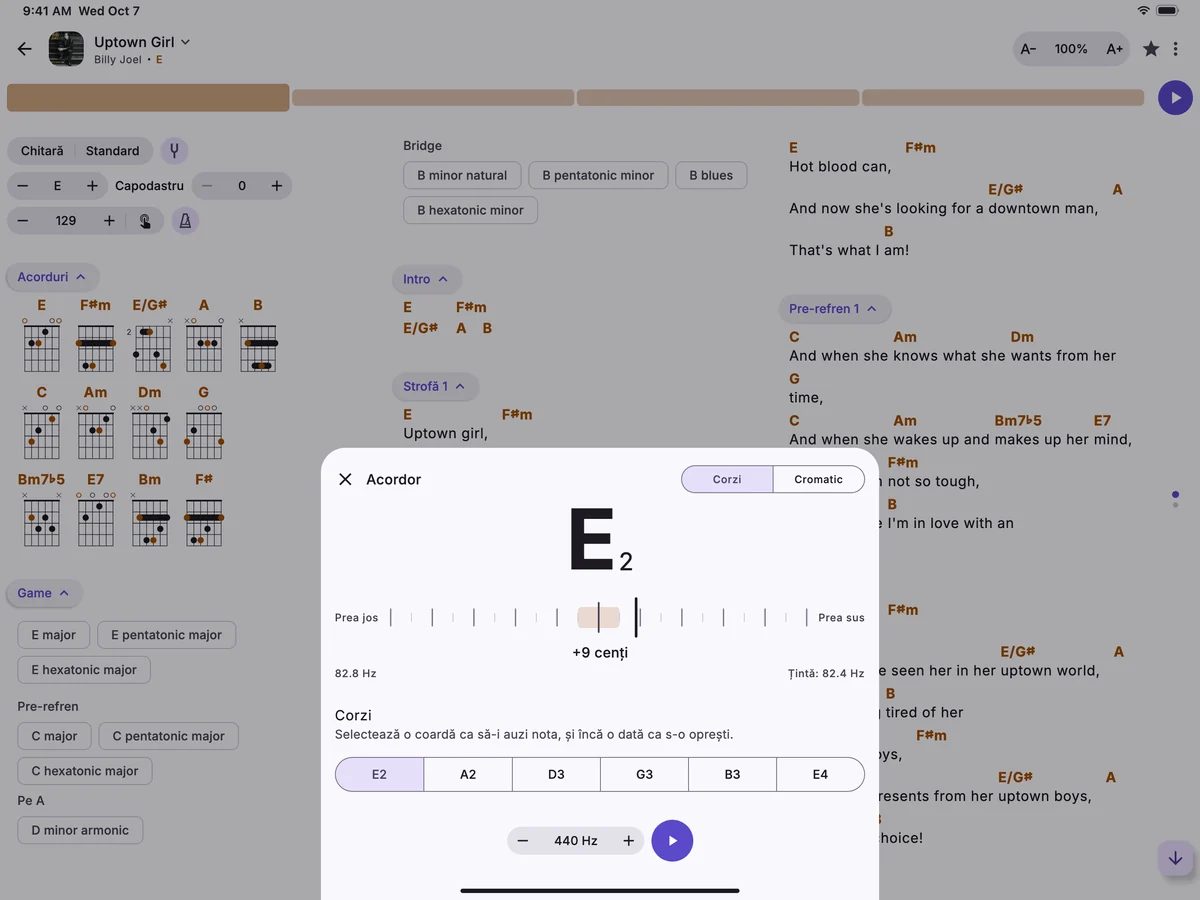 9:41 AM Wed Oct 7
Uptown Girl
Billy Joel • E
A- 100% A+
Chitară Standard
− E + Capodastru − 0 +
− 129 +
Acorduri
E F#m E/G# A B
2
C Am Dm G
Bm7♭5 E7 Bm F#
Game
E major E pentatonic major
E hexatonic major
Pre-refren
C major C pentatonic major
C hexatonic major
Pe A
D minor armonic
Bridge
B minor natural B pentatonic minor B blues
B hexatonic minor
Intro
E F#m
E/G# A B
Strofă 1
E F#m
Uptown girl,
E F#m
Hot blood can,
E/G# A
And now she's looking for a downtown man,
B
That's what I am!
Pre-refren 1
C Am Dm
And when she knows what she wants from her
G
time,
C Am Bm7♭5 E7
And when she wakes up and makes up her mind,
F#m
not so tough,
B
I'm in love with an
F#m
E/G# A
seen her in her uptown world,
B
tired of her
F#m
E/G# A
resents from her uptown boys,
choice!
Acordor
Corzi Cromatic
E2
Prea jos Prea sus
+9 cenți
82.8 Hz Țintă: 82.4 Hz
Corzi
Selectează o coardă ca să-i auzi nota, și încă o dată ca s-o oprești.
E2 A2 D3 G3 B3 E4
− 440 Hz +